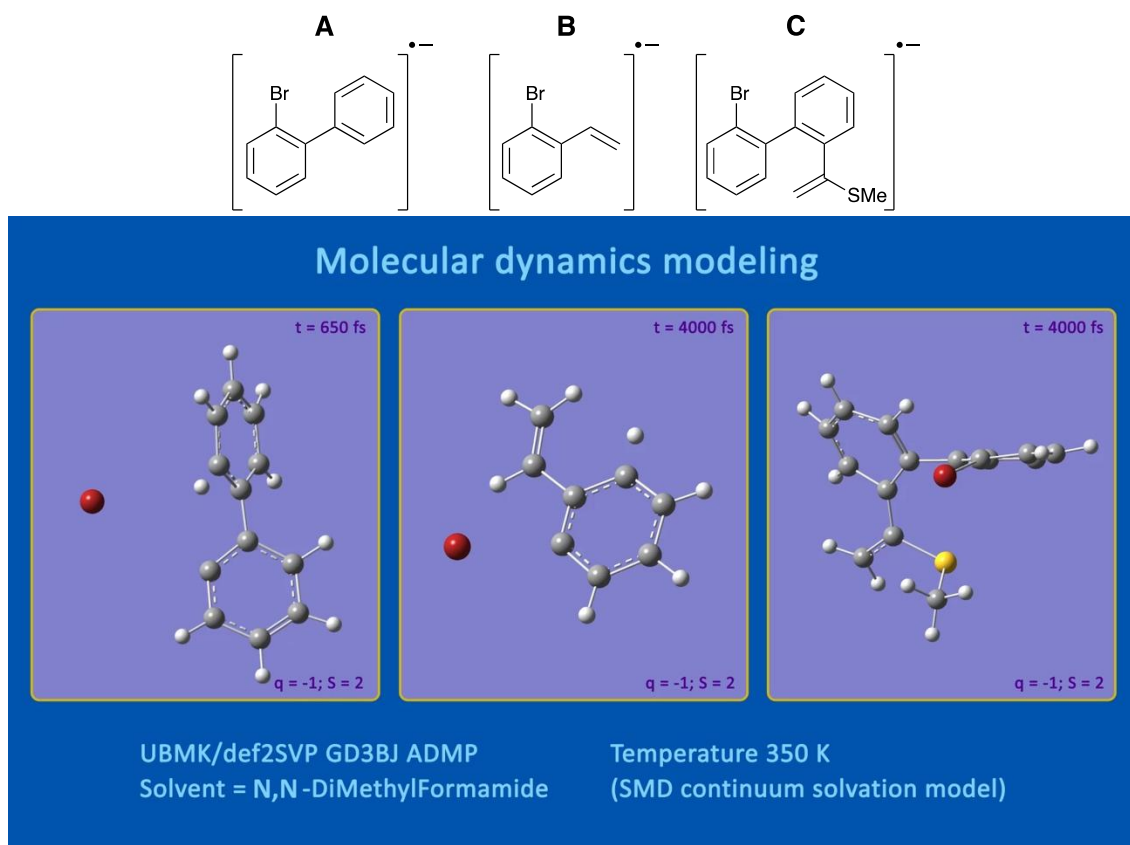 A B C
Br Br Br
SMe
Molecular dynamics modeling
t = 650 fs t = 4000 fs t = 4000 fs
q = -1; S = 2 q = -1; S = 2 q = -1; S = 2
UBMK/def2SVP GD3BJ ADMP
Solvent = N,N -DiMethylFormamide
Temperature 350 K
(SMD continuum solvation model)